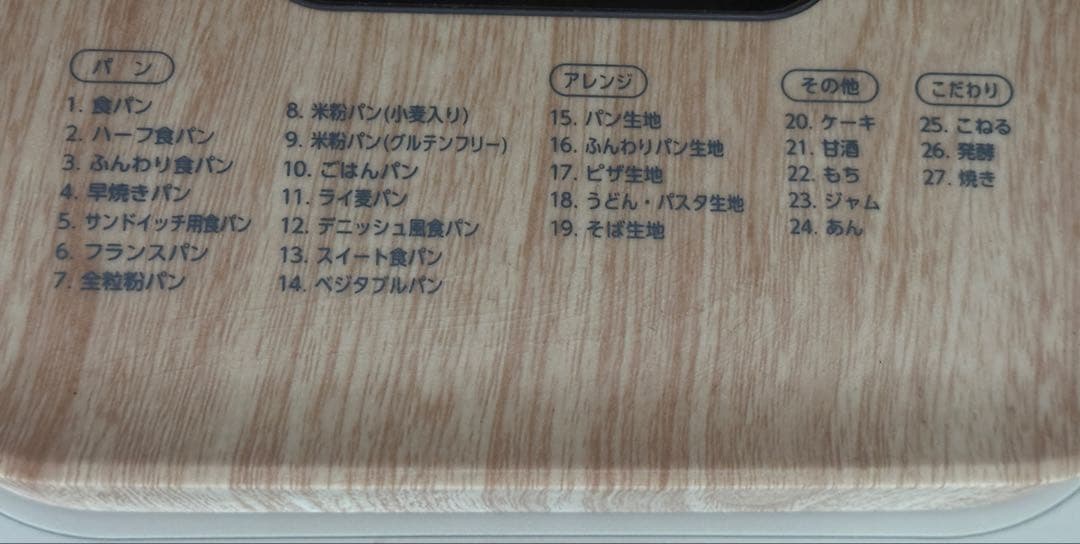 パン
1. 食パン
2. ハーフ食パン
3. ふんわり食パン
4. 早焼きパン
5. サンドイッチ用食パン
6. フランスパン
7. 全粒粉パン
8. 米粉パン(小麦入り)
9. 米粉パン(グルテンフリー)
10. ごはんパン
11. ライ麦パン
12. デニッシュ風食パン
13. スイート食パン
14. ベジタブルパン
アレンジ
15. パン生地
16. ふんわりパン生地
17. ピザ生地
18. うどん・パスタ生地
19. そば生地
その他
20. ケーキ
21. 甘酒
22. もち
23. ジャム
24. あん
こだわり
25. こねる
26. 発酵
27. 焼き